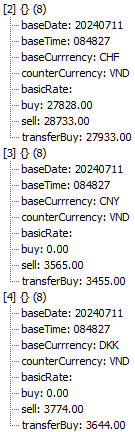 [2] {} (8)
baseDate: 20240711
baseTime: 084827
baseCurrrency: CHF
counterCurrency: VND
basicRate:
buy: 27828.00
sell: 28733.00
transferBuy: 27933.00
[3] {} (8)
baseDate: 20240711
baseTime: 084827
baseCurrrency: CNY
counterCurrency: VND
basicRate:
buy: 0.00
sell: 3565.00
transferBuy: 3455.00
[4] {} (8)
baseDate: 20240711
baseTime: 084827
baseCurrrency: DKK
counterCurrency: VND
basicRate:
buy: 0.00
sell: 3774.00
transferBuy: 3644.00